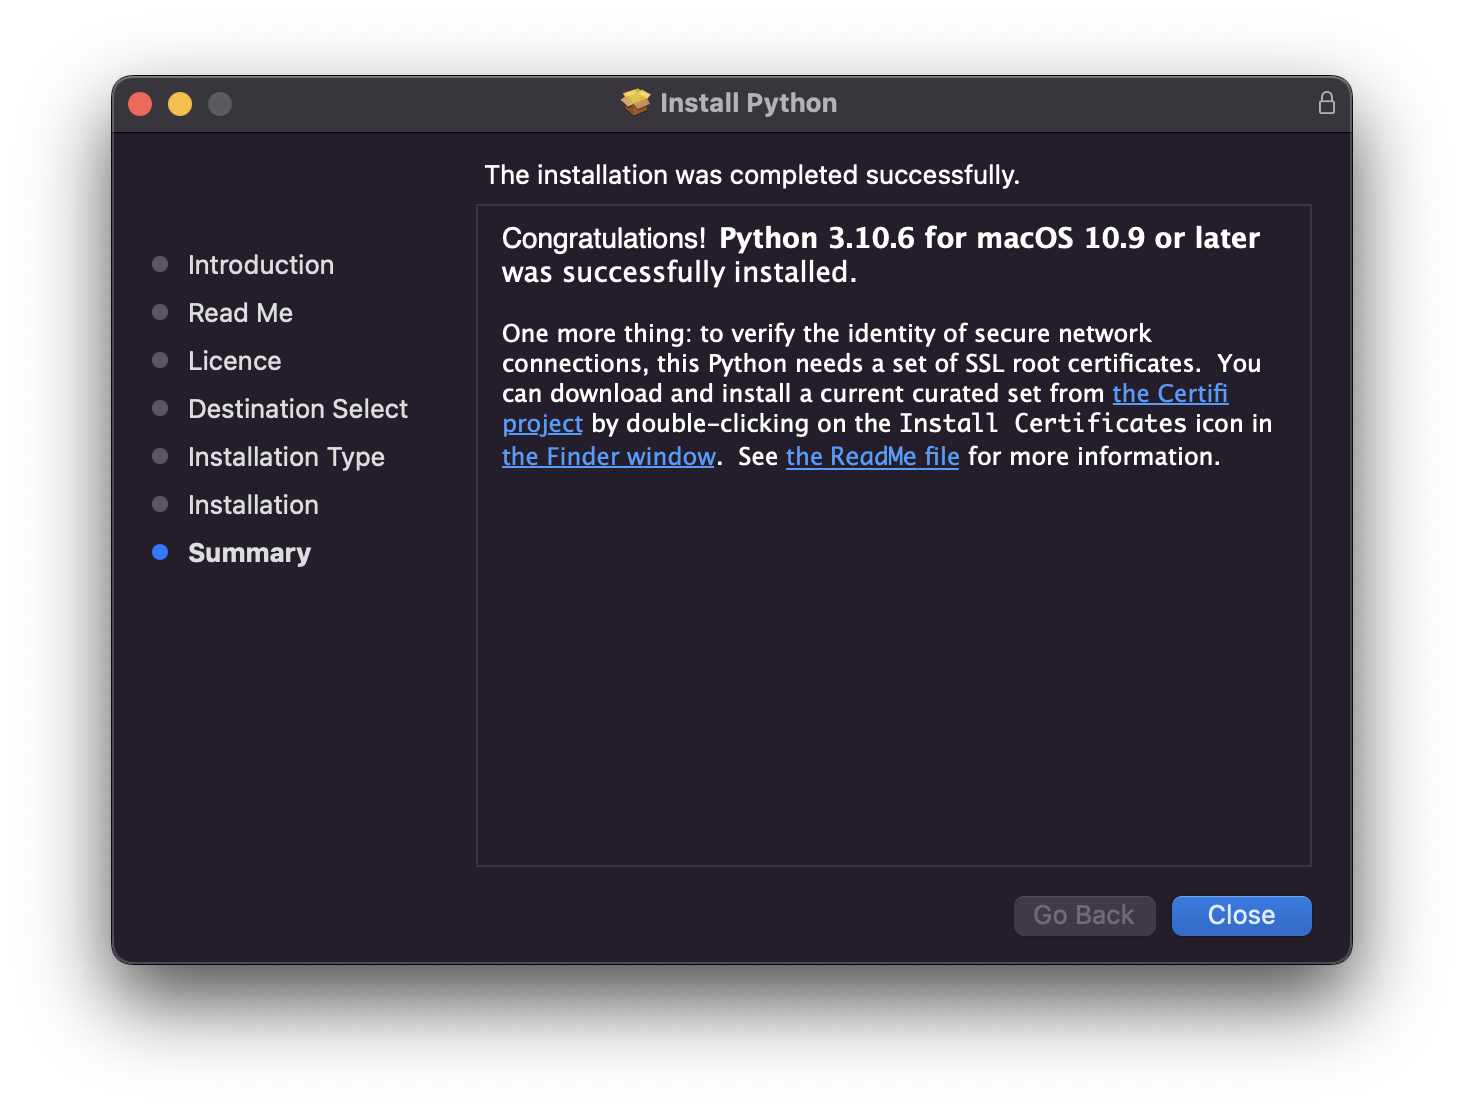 Install Python
The installation was completed successfully.
Introduction
Read Me
Licence
Destination Select
Installation Type
Installation
Summary
Congratulations! Python 3.10.6 for macOS 10.9 or later
was successfully installed.
One more thing: to verify the identity of secure network
connections, this Python needs a set of SSL root certificates.  You
can download and install a current curated set from the Certifi
project by double-clicking on the Install Certificates icon in
the Finder window.  See the ReadMe file for more information.
Go Back
Close